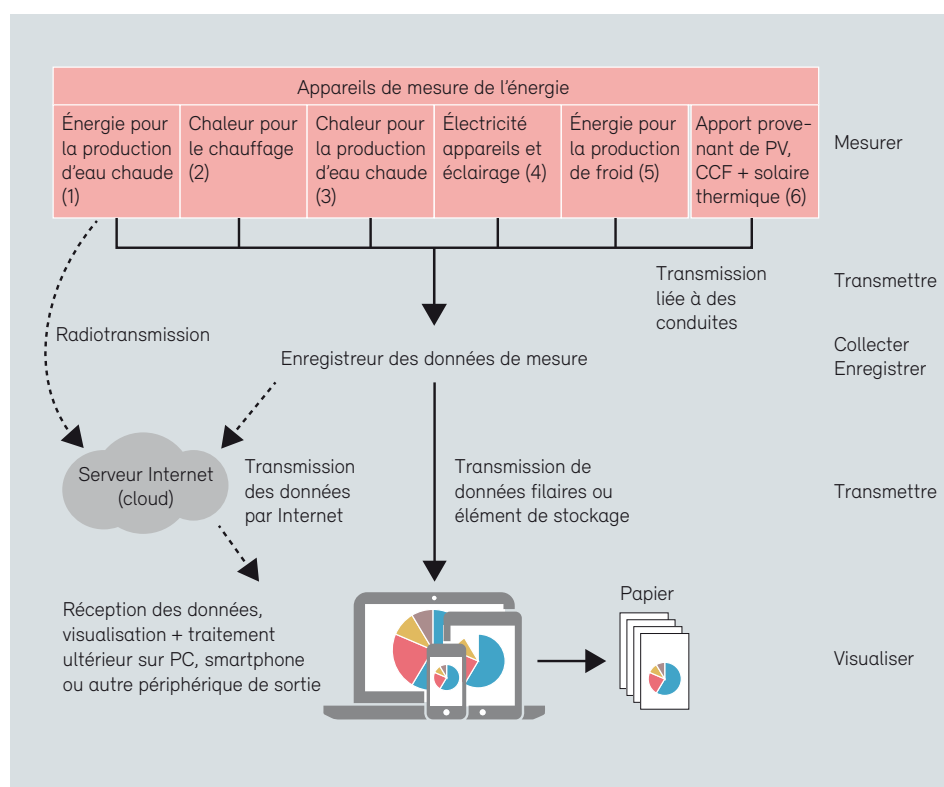 Appareils de mesure de l'énergie
Énergie pour
la production
d'eau chaude
(1)
Chaleur pour
le chauffage
(2)
Chaleur pour
la production
d'eau chaude
(3)
Électricité
appareils et
éclairage (4)
Énergie pour
la production
de froid (5)
Apport prove-
nant de PV,
CCF + solaire
thermique (6)
Mesurer
Transmission
liée à des
conduites
Transmettre
Radiotransmission
Enregistreur des données de mesure
Collecter
Enregistrer
Serveur Internet
(cloud)
Transmission
des données
par Internet
Transmission de
données filaires ou
élément de stockage
Transmettre
Réception des données,
visualisation + traitement
ultérieur sur PC, smartphone
ou autre périphérique de sortie
Papier
Visualiser